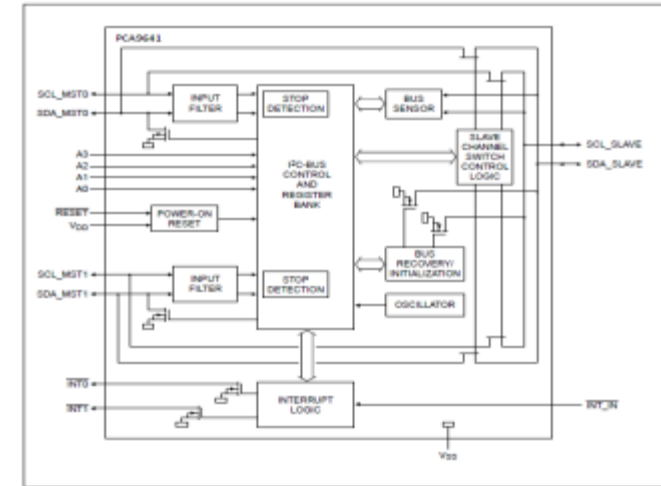 PCA9641
SCL_MST0
SDA_MST0
INPUT
FILTER
STOP
DETECTION
BUS
SENSOR
SLAVE
CHANNEL
SWITCH
CONTROL
LOGIC
SCL_SLAVE
SDA_SLAVE
A3
A2
A1
A0
I²C-BUS
CONTROL
AND
REGISTER
BANK
RESET
VDD
POWER-ON
RESET
SCL_MST1
SDA_MST1
INPUT
FILTER
STOP
DETECTION
BUS
RECOVERY/
INITIALIZATION
OSCILLATOR
INT0
INT1
INTERRUPT
LOGIC
INT_IN
VSS